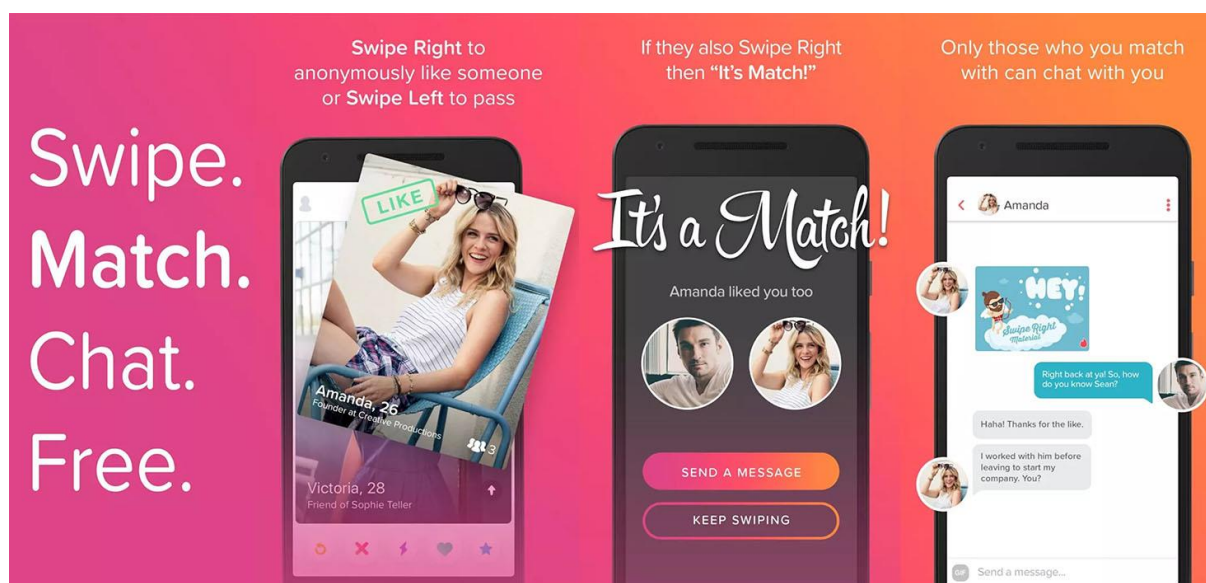 Swipe.
Match.
Chat.
Free.
Swipe Right to
anonymously like someone
or Swipe Left to pass
LIKE
Amanda, 26
Founder at Creative Productions
3
Victoria, 28
Friend of Sophie Teller
If they also Swipe Right
then “It’s Match!”
It's a Match!
Amanda liked you too
SEND A MESSAGE
KEEP SWIPING
Only those who you match
with can chat with you
Amanda
HEY!
Swipe Right
Material
Right back at ya! So, how
do you know Sean?
Haha! Thanks for the like.
I worked with him before
leaving to start my
company. You?
GIF
Send a message...